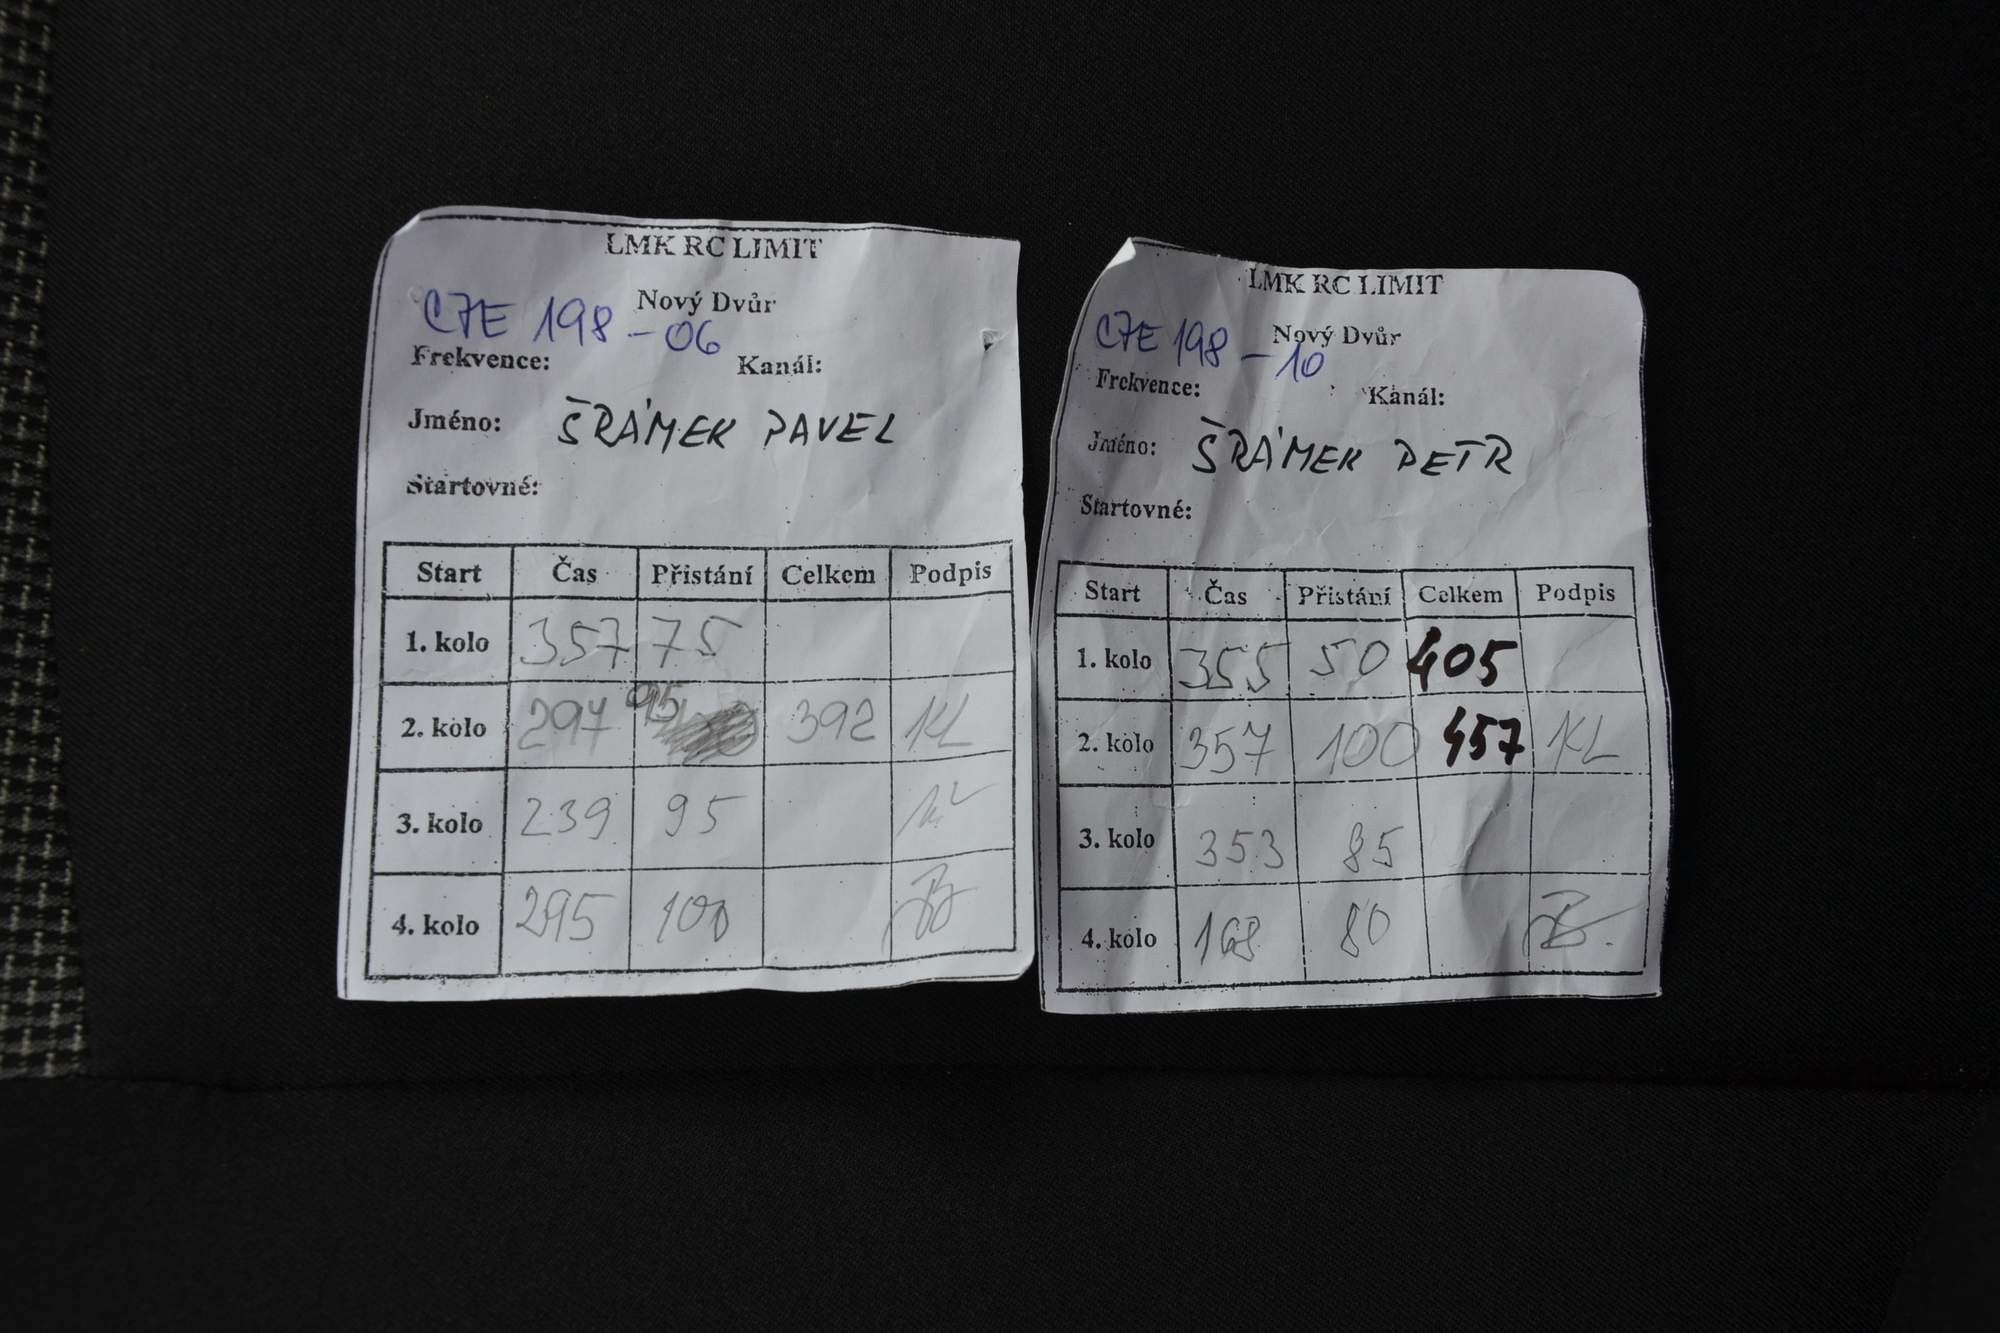 LMK RC LIMIT
Nový Dvůr
CZE 198 - 06
Frekvence: Kanál:
Jméno: ŠRÁMEK PAVEL
Startovné:
Start Čas Přistání Celkem Podpis
1. kolo 357 75
2. kolo 297 95 392 KL
3. kolo 239 95
4. kolo 295 100
LMK RC LIMIT
Nový Dvůr
CZE 198 - 10
Frekvence: Kanál:
Jméno: ŠRÁMEK PETR
Startovné:
Start Čas Přistání Celkem Podpis
1. kolo 355 50 405
2. kolo 357 100 457 KL
3. kolo 353 85
4. kolo 168 80